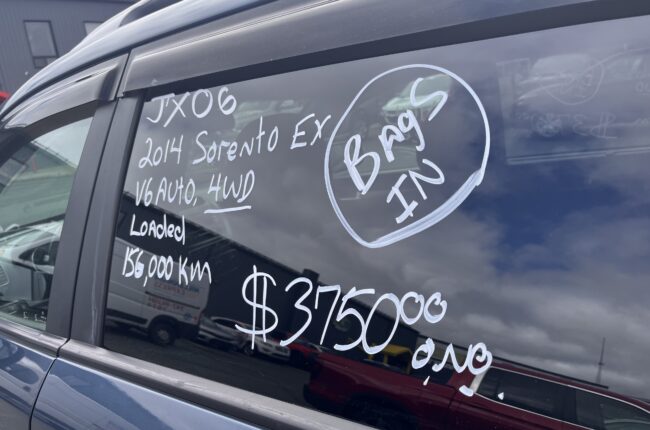 JX06
2014 Sorento Ex
V6 AUTO, 4WD
Loaded
156,000 KM
BAgS
IN
$3750.00
O.N.O.